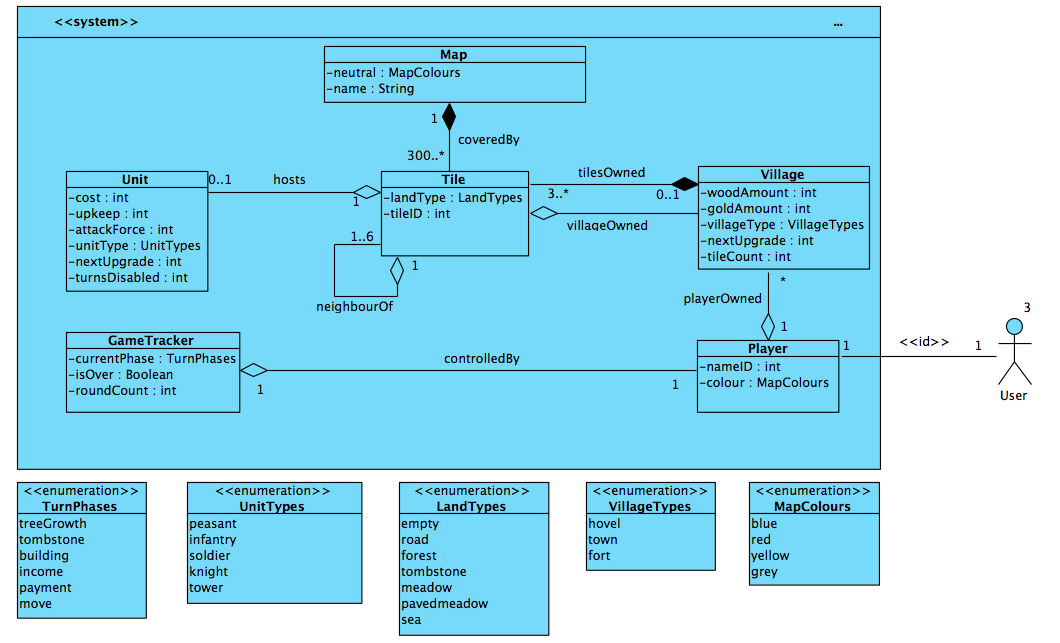 <<system>>
...
Map
-neutral : MapColours
-name : String
1
coveredBy
300..*
Unit
-cost : int
-upkeep : int
-attackForce : int
-unitType : UnitTypes
-nextUpgrade : int
-turnsDisabled : int
0..1
hosts
1
Tile
-landType : LandTypes
-tileID : int
tilesOwned
3..*
0..1
villageOwned
Village
-woodAmount : int
-goldAmount : int
-villageType : VillageTypes
-nextUpgrade : int
-tileCount : int
1..6
1
neighbourOf
*
playerOwned
1
GameTracker
-currentPhase : TurnPhases
-isOver : Boolean
-roundCount : int
1
controlledBy
1
Player
-nameID : int
-colour : MapColours
1
<<id>>
1
3
User
<<enumeration>>
TurnPhases
treeGrowth
tombstone
building
income
payment
move
<<enumeration>>
UnitTypes
peasant
infantry
soldier
knight
tower
<<enumeration>>
LandTypes
empty
road
forest
tombstone
meadow
pavedmeadow
sea
<<enumeration>>
VillageTypes
hovel
town
fort
<<enumeration>>
MapColours
blue
red
yellow
grey